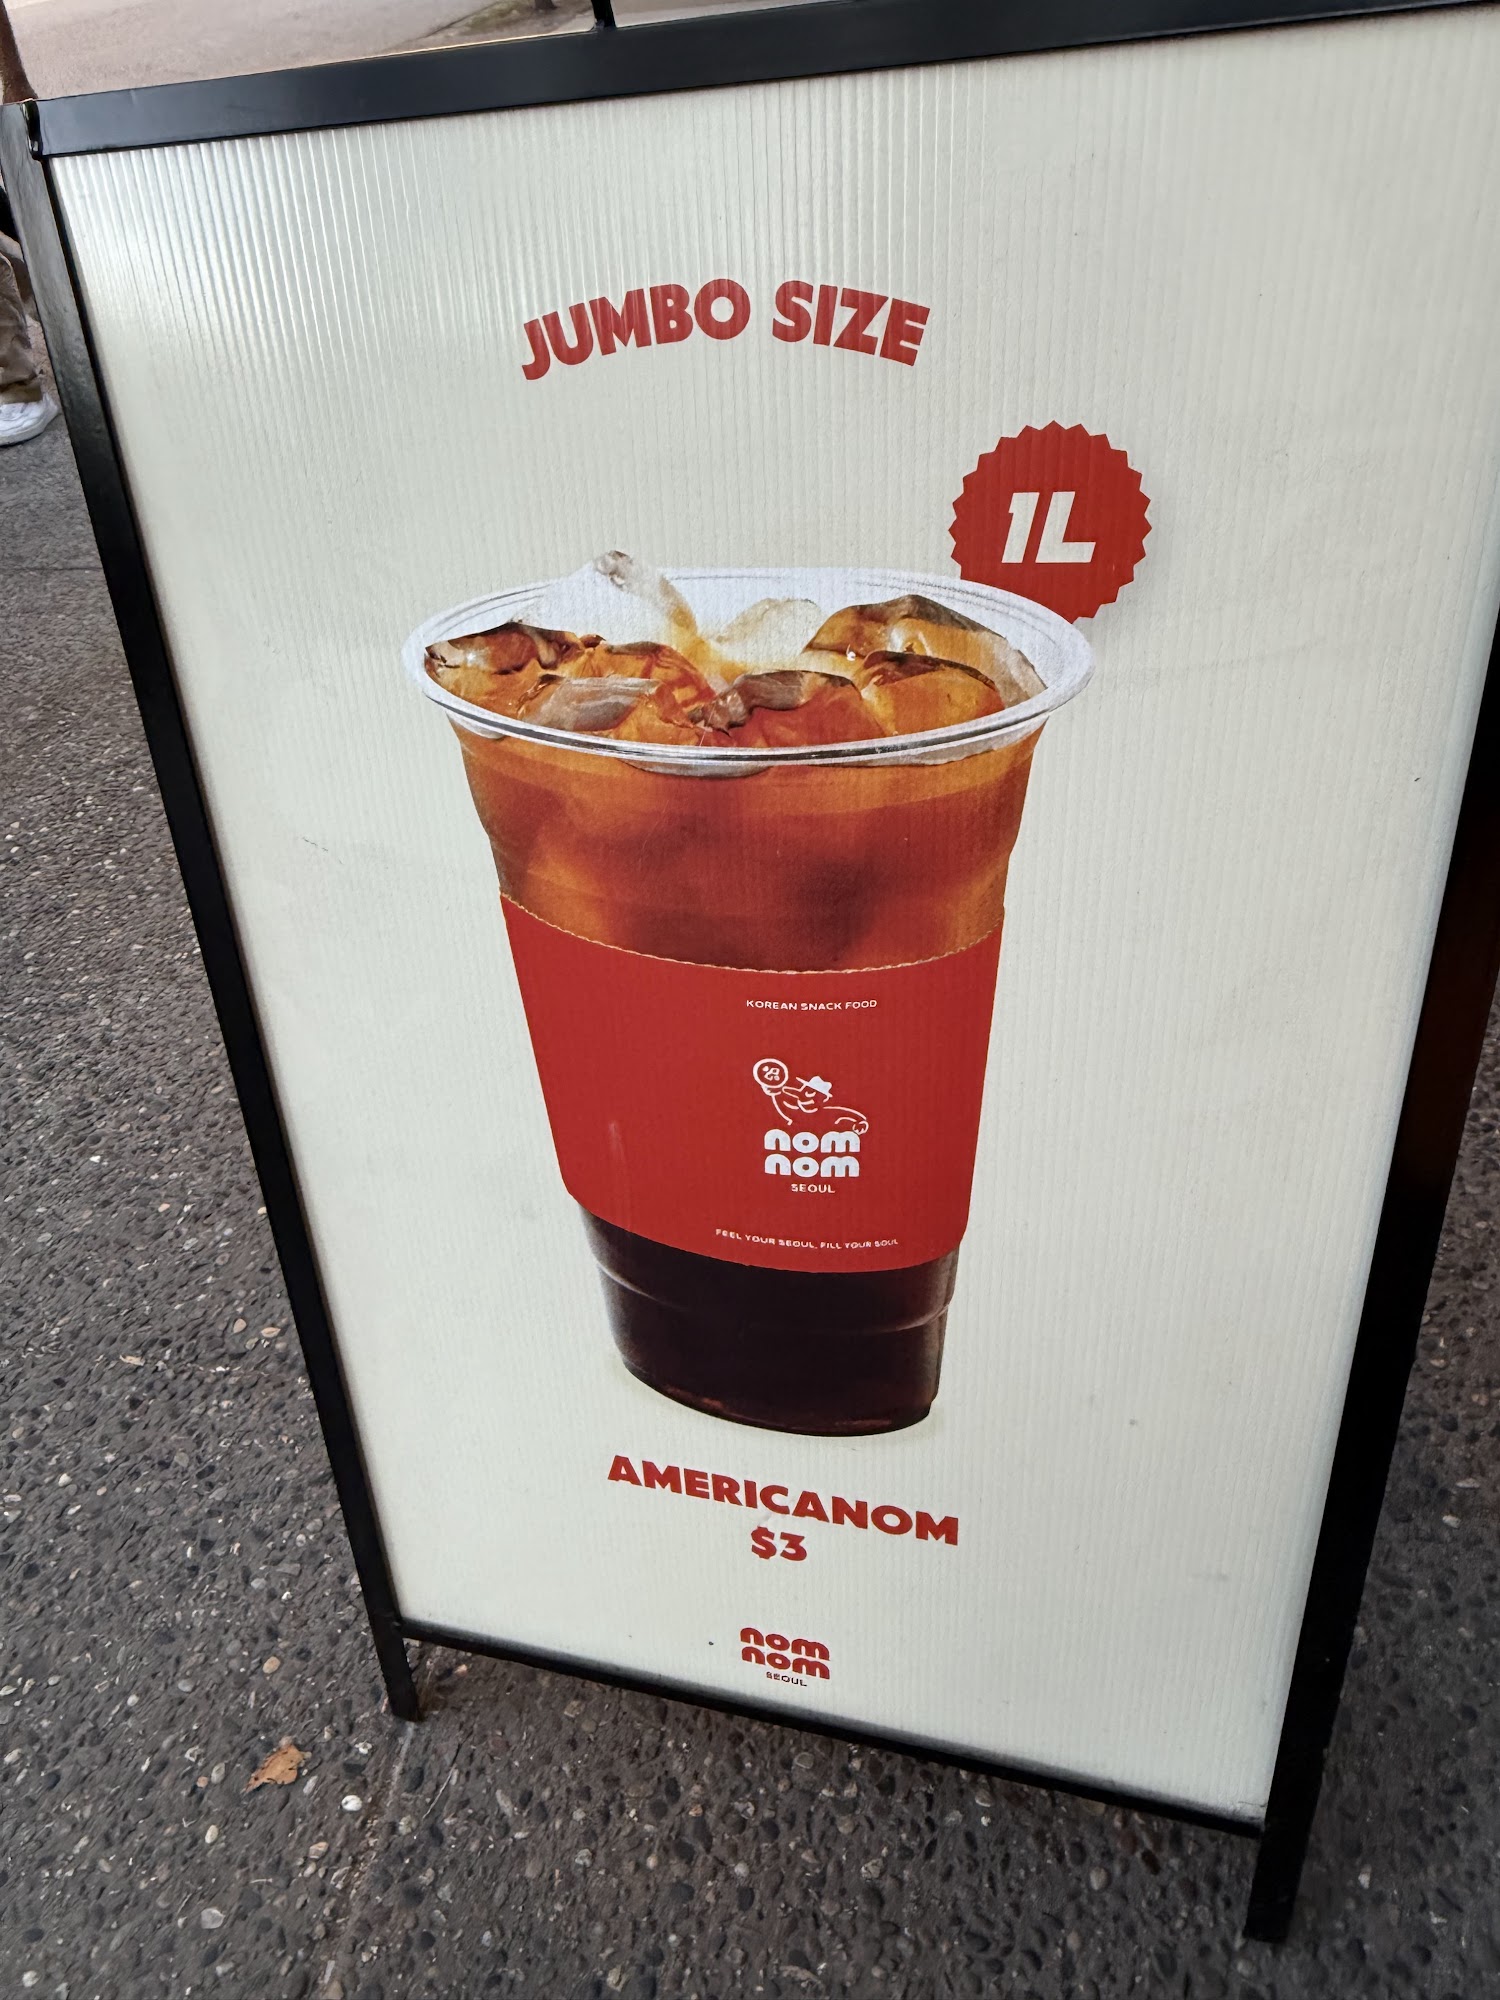 JUMBO SIZE
1L
KOREAN SNACK FOOD
nom
nom
SEOUL
FEEL YOUR SEOUL, FILL YOUR SOUL
AMERICANOM
$3
nom
nom
SEOUL